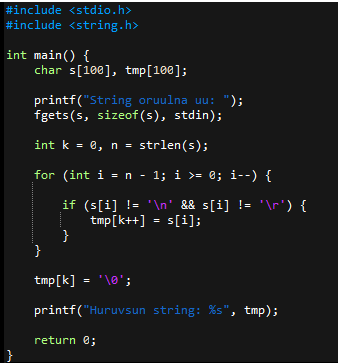 #include <stdio.h>
#include <string.h>

int main() {
    char s[100], tmp[100];

    printf("String oruulna uu: ");
    fgets(s, sizeof(s), stdin);

    int k = 0, n = strlen(s);

    for (int i = n - 1; i >= 0; i--) {

        if (s[i] != '\n' && s[i] != '\r') {
            tmp[k++] = s[i];
        }
    }

    tmp[k] = '\0';

    printf("Huruvsun string: %s", tmp);

    return 0;
}